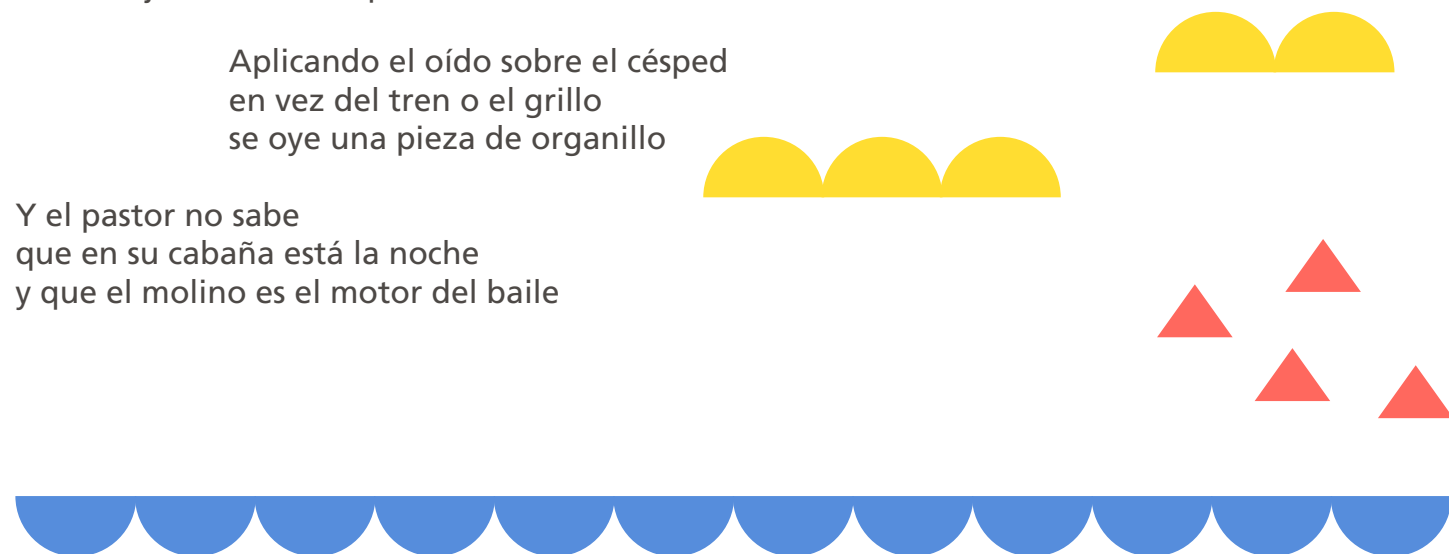 Aplicando el oído sobre el césped
en vez del tren o el grillo
se oye una pieza de organillo
Y el pastor no sabe
que en su cabaña está la noche
y que el molino es el motor del baile